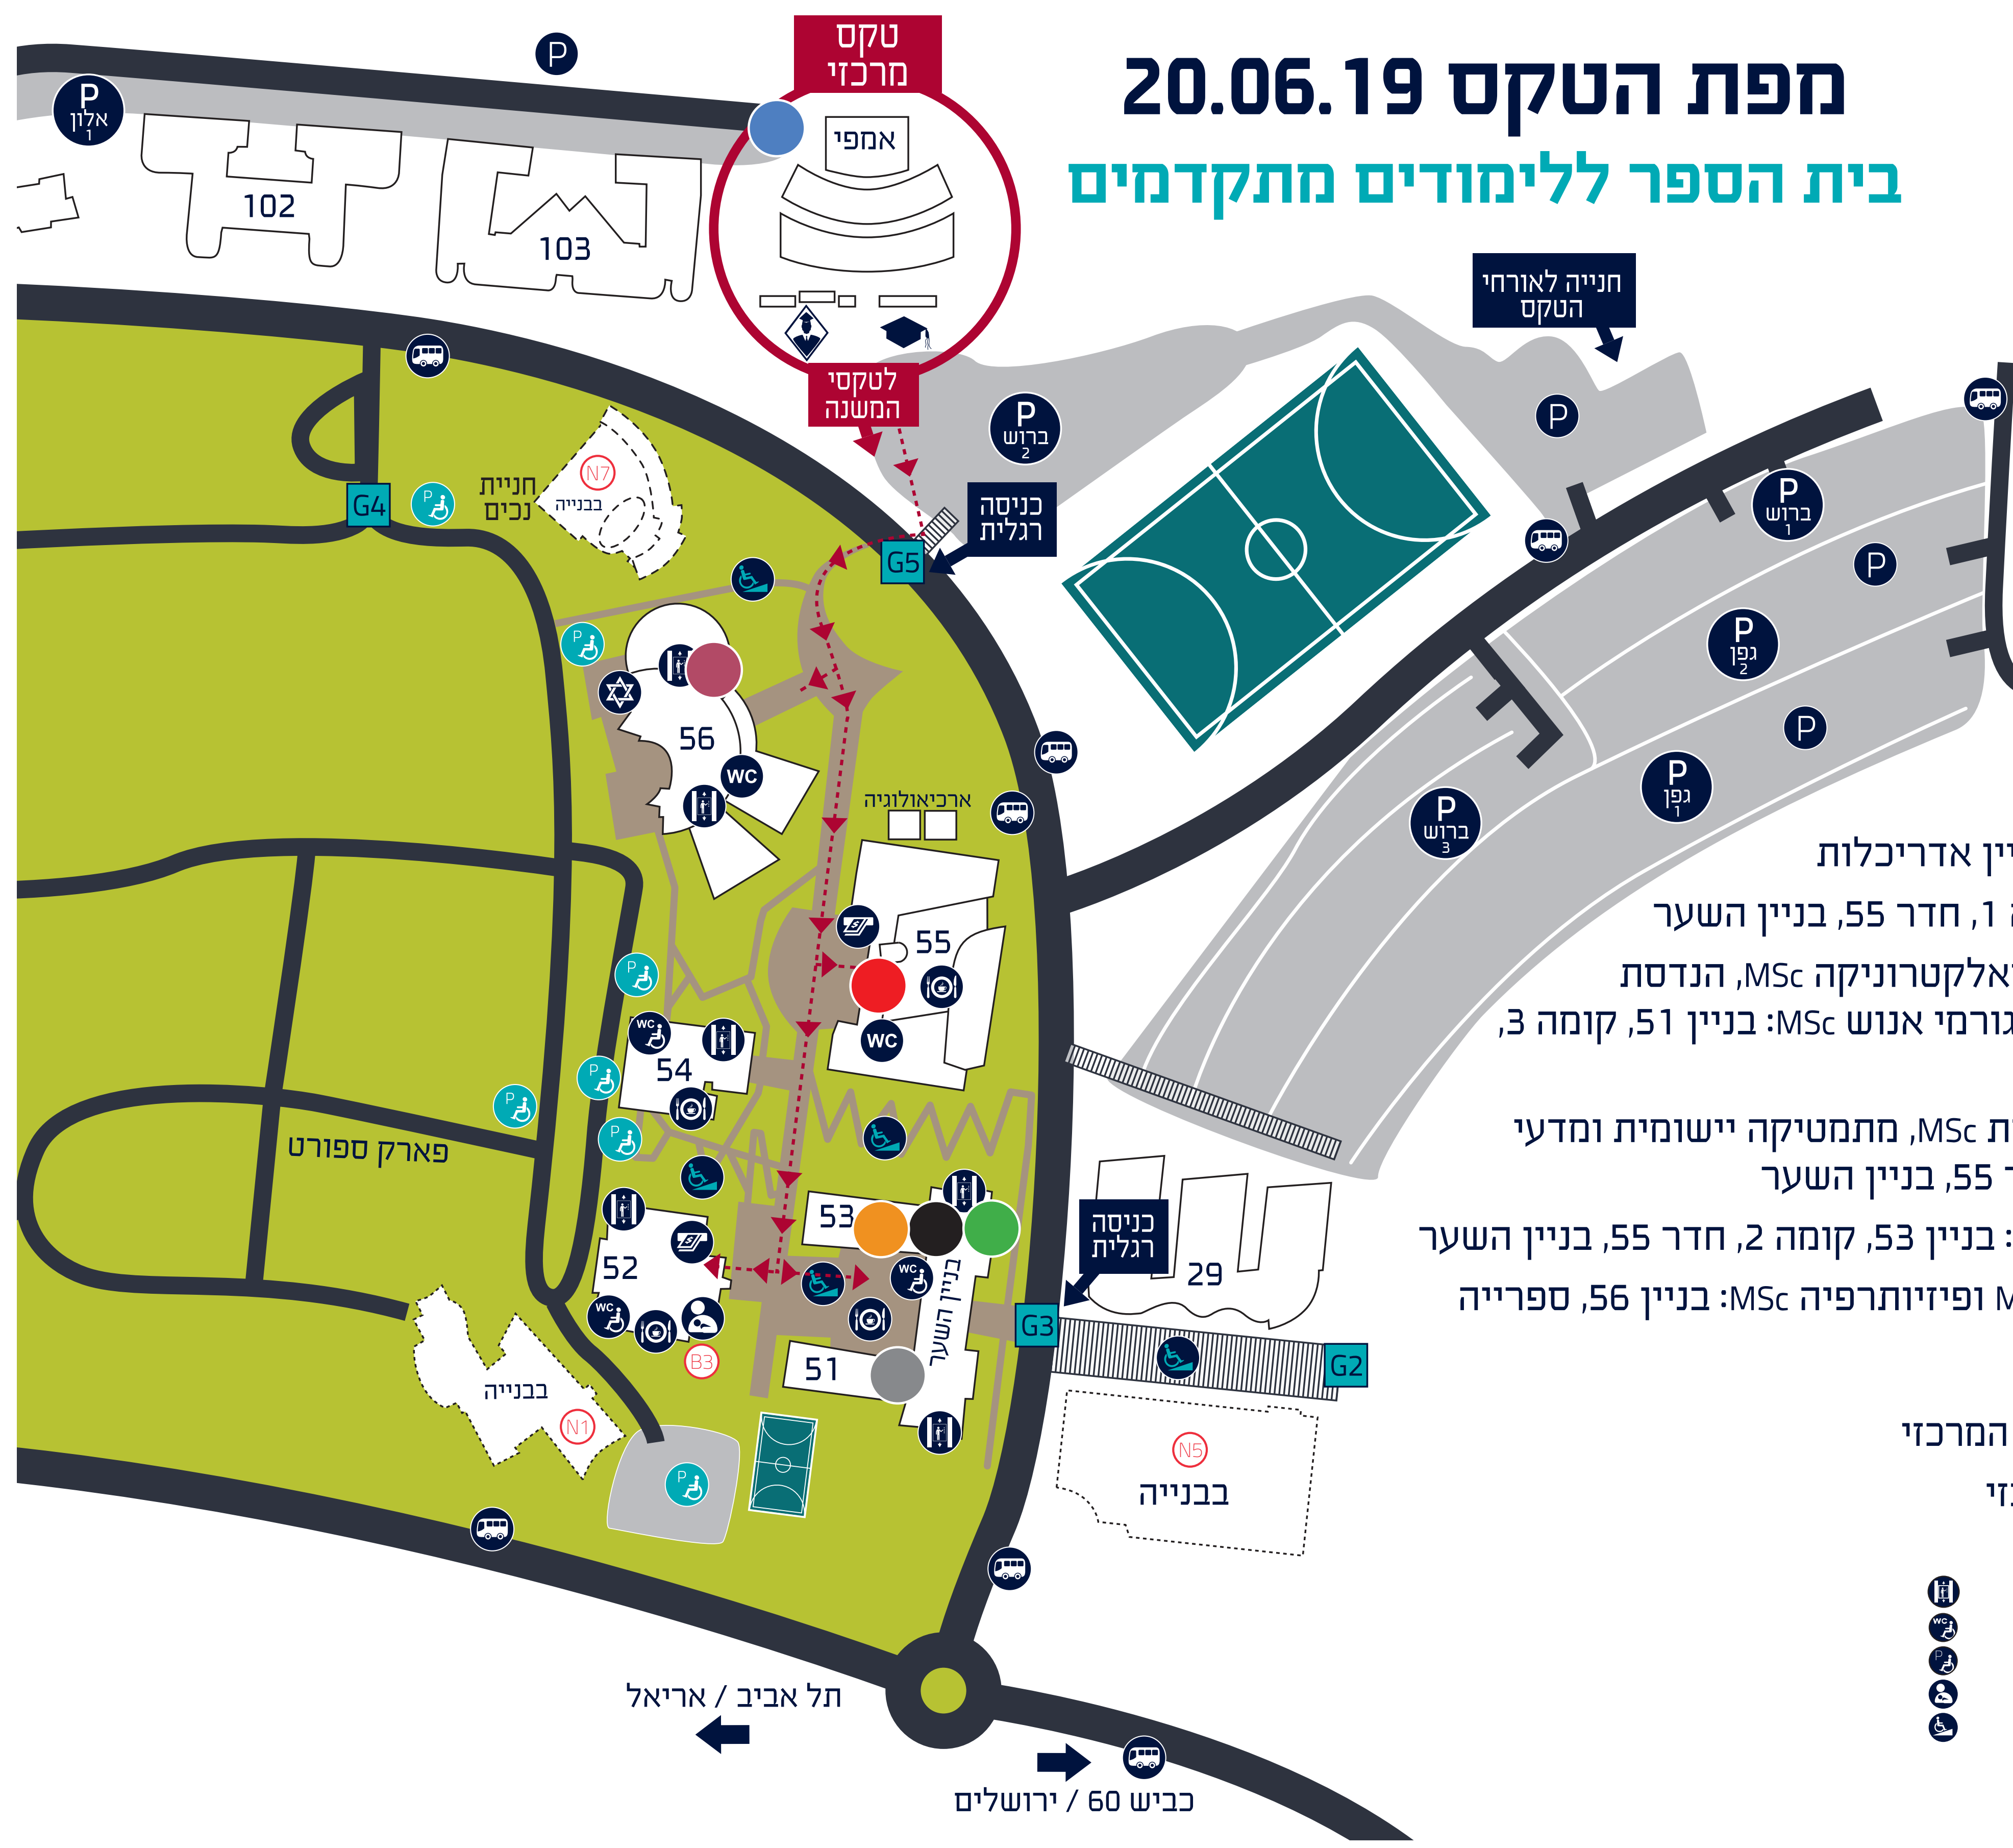 מפת הטקס 20.06.19
בית הספר ללימודים מתקדמים
טקס
מרכזי
אמפי
P
P
אלון
1
102
103
לטקסי
המשנה
חנייה לאורחי
הטקס
P
ברוש
2
P
כניסה
רגלית
G5
G4
P
חניית
נכים
N7
בבנייה
P
ברוש
1
P
P
גפן
2
P
P
גפן
1
P
ברוש
3
P
56
WC
ארכיאולוגיה
55
WC
P
WC
54
P
P
P
פארק ספורט
53
52
WC
WC
בניין השער
51
B3
כניסה
רגלית
29
G3
G2
בבנייה
N1
N5
בבנייה
P
אדריכלות
1, חדר 55, בניין השער
MSc, הנדסת
גורמי אנוש MSc: בניין 51, קומה 3,
MSc, מתמטיקה יישומית ומדעי
55, בניין השער
: בניין 53, קומה 2, חדר 55, בניין השער
ופיזיותרפיה MSc: בניין 56, ספרייה
המרכזי
WC
P
תל אביב / אריאל
כביש 60 / ירושלים